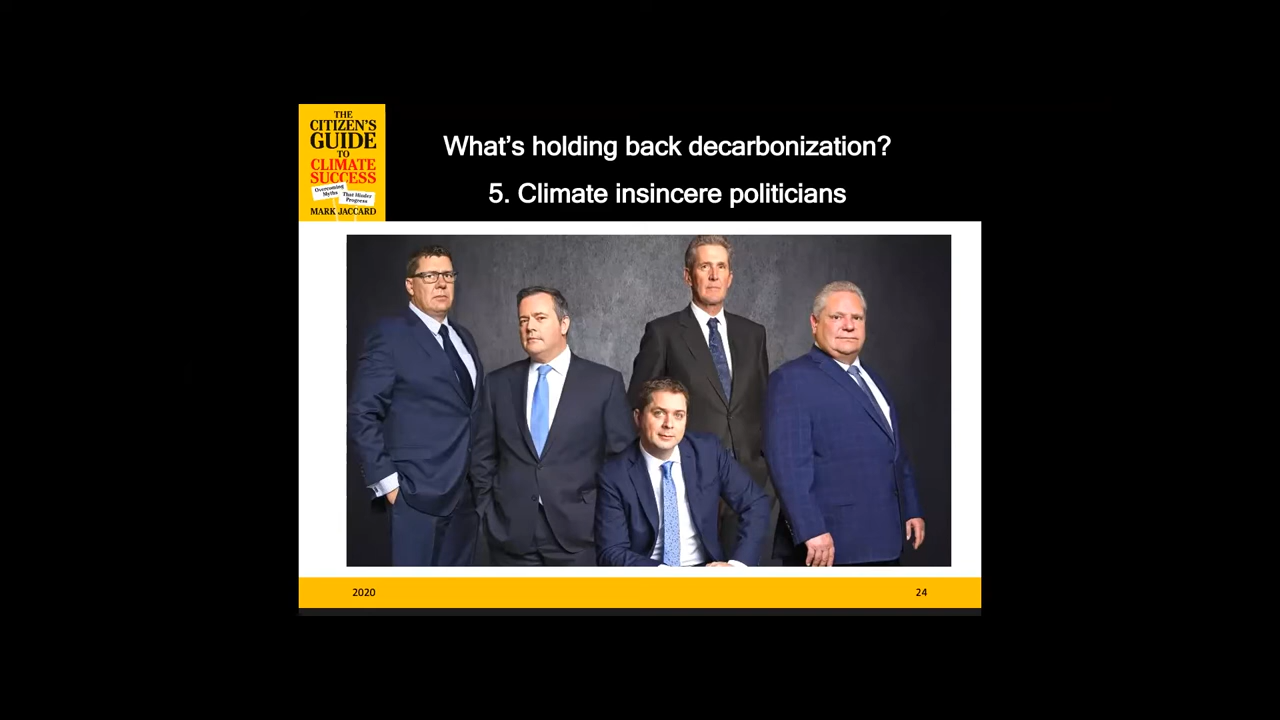 THE
CITIZEN'S
GUIDE
TO
CLIMATE
SUCCESS
Overcoming
Myths
That Hinder
Progress
MARK JACCARD
What's holding back decarbonization?
5. Climate insincere politicians
2020
24